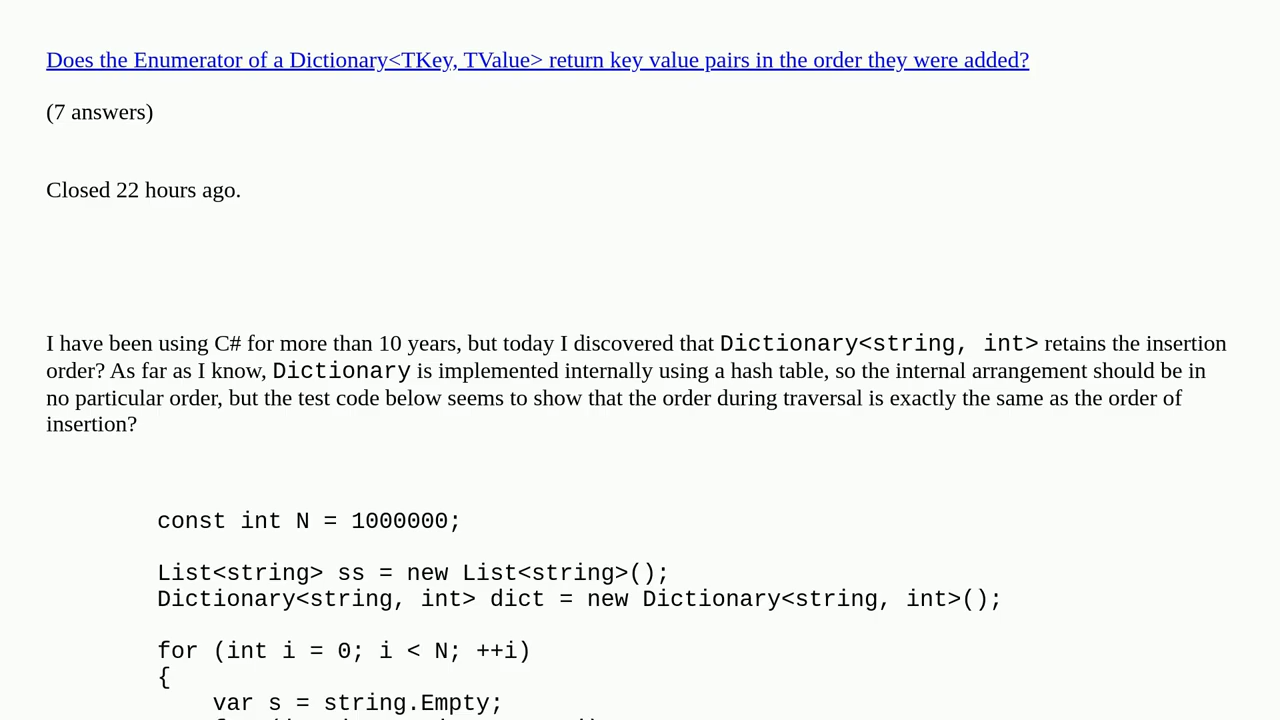 Does the Enumerator of a Dictionary<TKey, TValue> return key value pairs in the order they were added?
(7 answers)
Closed 22 hours ago.
I have been using C# for more than 10 years, but today I discovered that Dictionary<string, int> retains the insertion
order? As far as I know, Dictionary is implemented internally using a hash table, so the internal arrangement should be in
no particular order, but the test code below seems to show that the order during traversal is exactly the same as the order of
insertion?
const int N = 1000000;
List<string> ss = new List<string>();
Dictionary<string, int> dict = new Dictionary<string, int>();
for (int i = 0; i < N; ++i)
{
    var s = string.Empty;